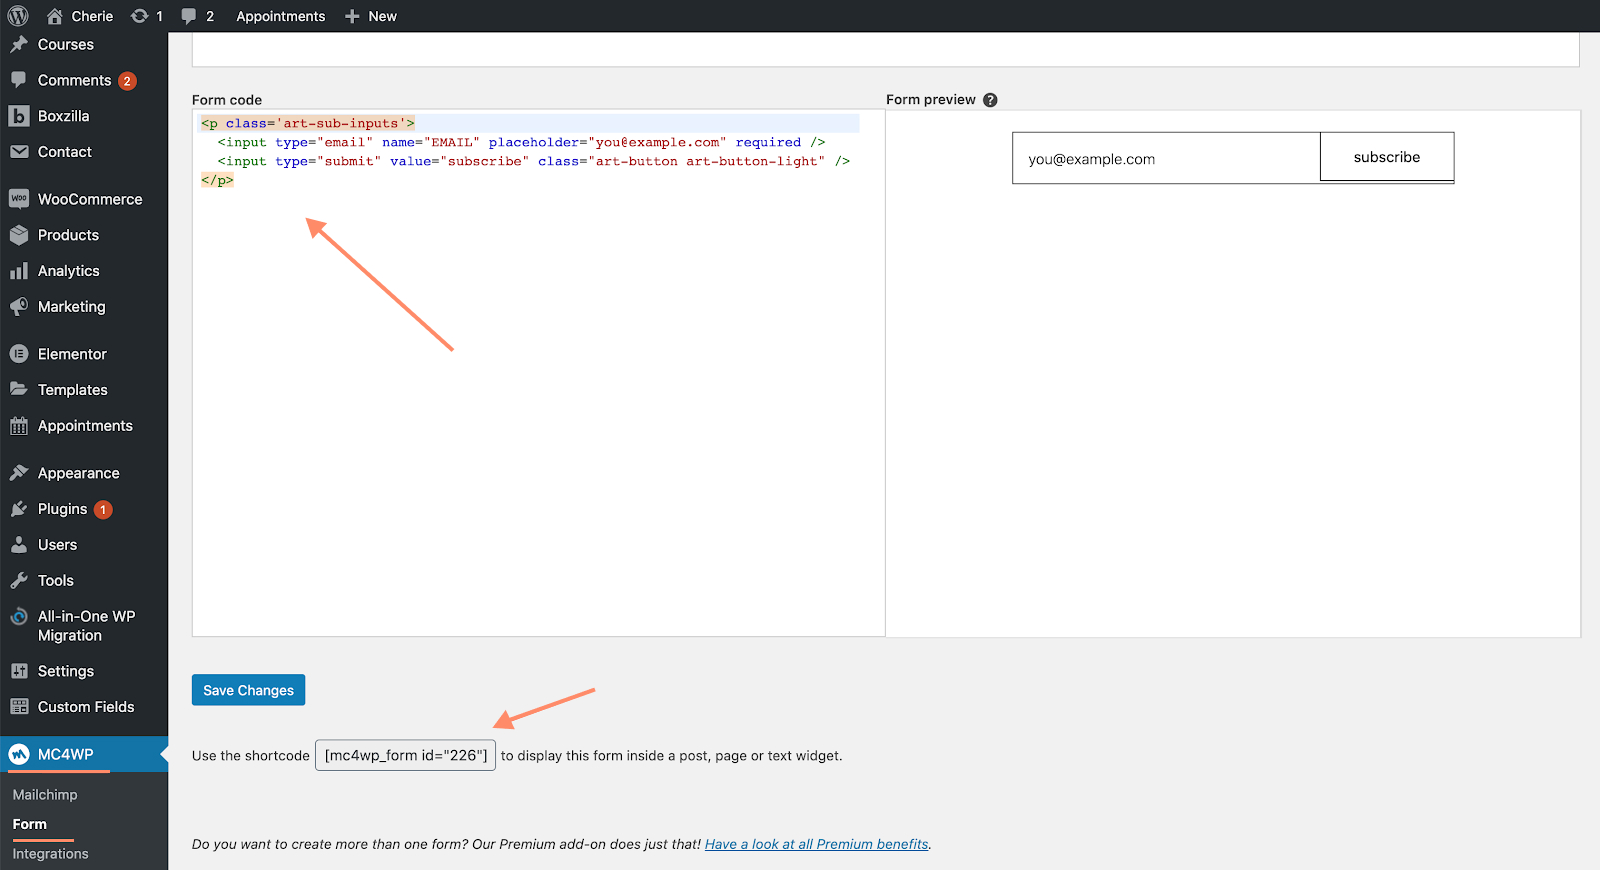 Cherie 1 2 Appointments New
Courses
Comments 2
Boxzilla
Contact
WooCommerce
Products
Analytics
Marketing
Elementor
Templates
Appointments
Appearance
Plugins 1
Users
Tools
All-in-One WP
Migration
Settings
Custom Fields
MC4WP
Mailchimp
Form
Integrations
Form code
<p class='art-sub-inputs'>
<input type="email" name="EMAIL" placeholder="you@example.com" required />
<input type="submit" value="subscribe" class="art-button art-button-light" />
</p>
Form preview ?
you@example.com
subscribe
Save Changes
Use the shortcode [mc4wp_form id="226"] to display this form inside a post, page or text widget.
Do you want to create more than one form? Our Premium add-on does just that! Have a look at all Premium benefits.